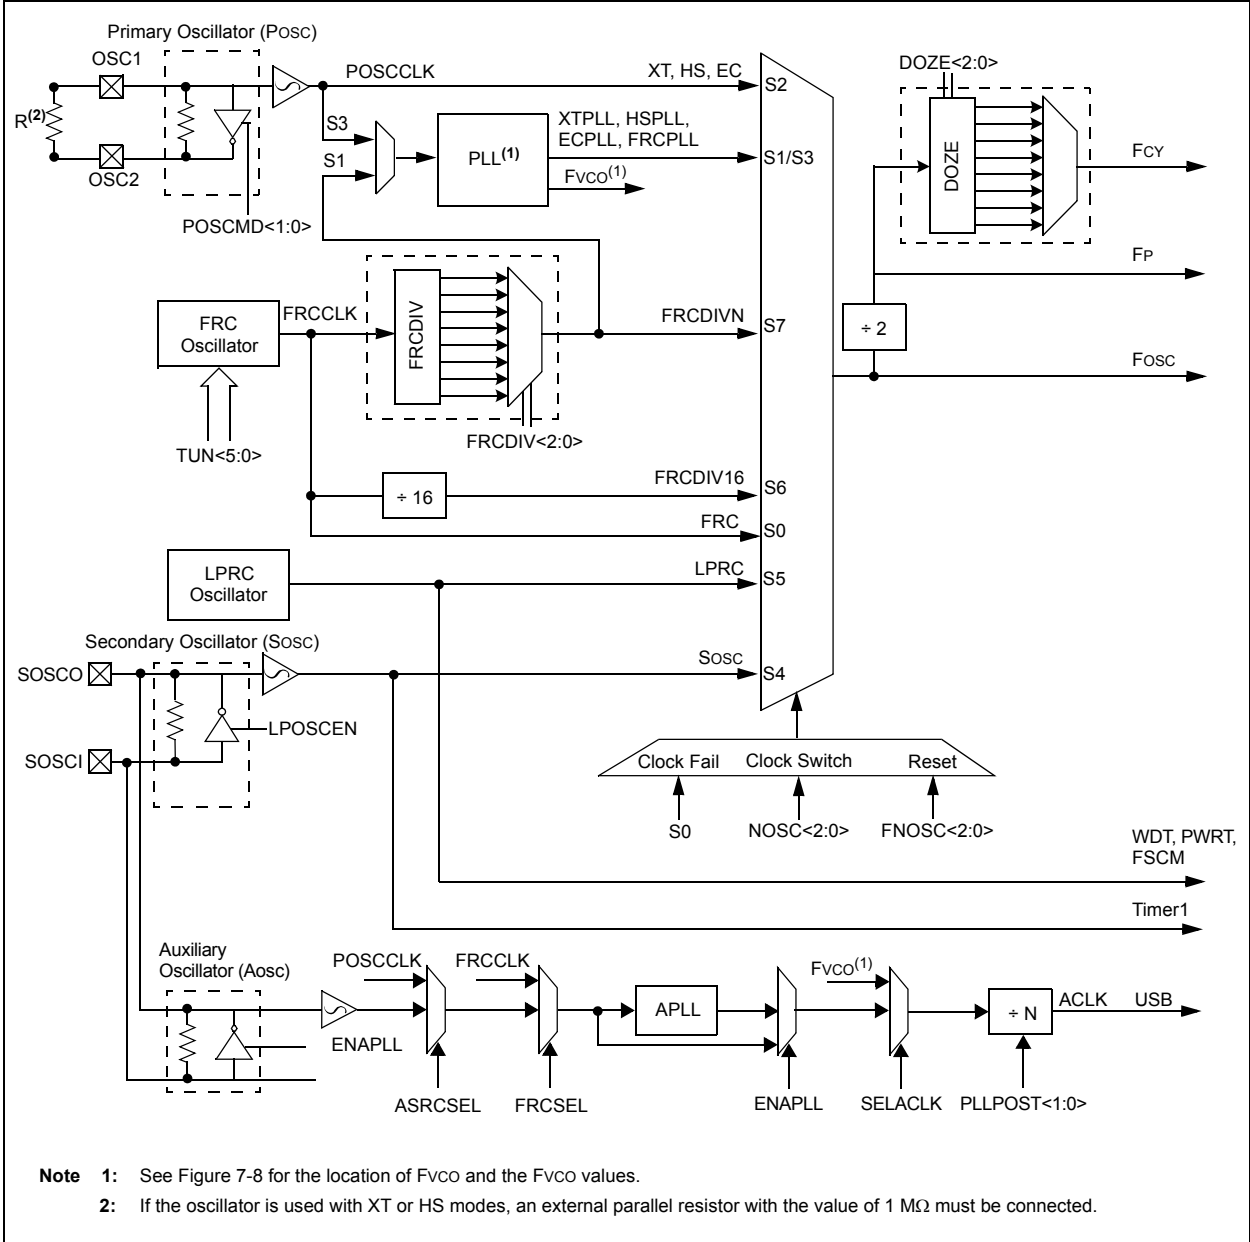 Primary Oscillator (POSC)
OSC1
R(2)
OSC2
POSCMD<1:0>
POSCCLK
S3
S1
PLL(1)
XT, HS, EC
XTPLL, HSPLL,
ECPLL, FRCPLL
FVCO(1)
S2
S1/S3
DOZE<2:0>
DOZE
FCY
FP
÷ 2
FOSC
FRC
Oscillator
TUN<5:0>
FRCCLK
FRCDIV
FRCDIV<2:0>
FRCDIVN
S7
÷ 16
FRCDIV16
S6
FRC
S0
LPRC
Oscillator
LPRC
S5
Secondary Oscillator (SOSC)
SOSCO
SOSCI
LPOSCEN
SOSC
S4
Clock Fail
Clock Switch
Reset
S0
NOSC<2:0>
FNOSC<2:0>
WDT, PWRT,
FSCM
Timer1
Auxiliary
Oscillator (Aosc)
ENAPLL
POSCCLK
ASRCSEL
FRCCLK
FRCSEL
APLL
ENAPLL
FVCO(1)
SELACLK
÷ N
PLLPOST<1:0>
ACLK
USB
Note 1: See Figure 7-8 for the location of FVCO and the FVCO values.
2: If the oscillator is used with XT or HS modes, an external parallel resistor with the value of 1 MΩ must be connected.